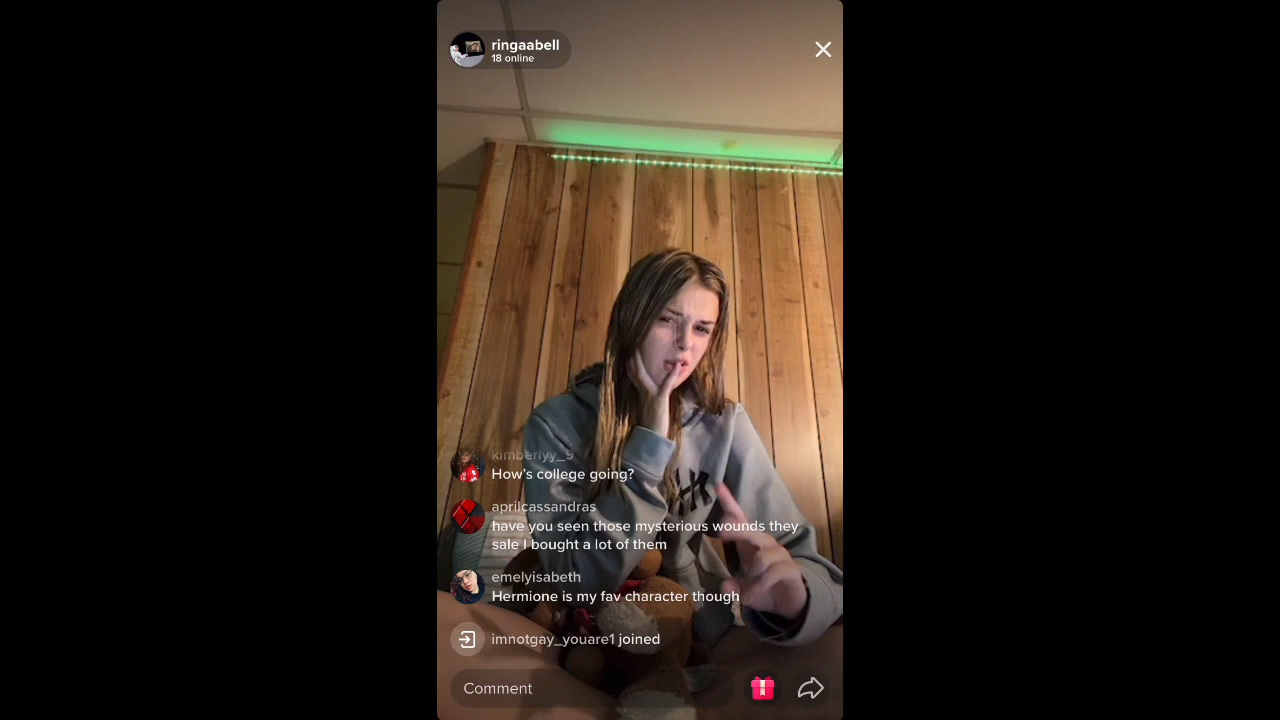 ringaabell
18 online
kimberlyy_9
How's college going?
aprilcassandras
have you seen those mysterious wounds they
sale I bought a lot of them
emelyisabeth
Hermione is my fav character though
imnotgay_youare1 joined
Comment
NY